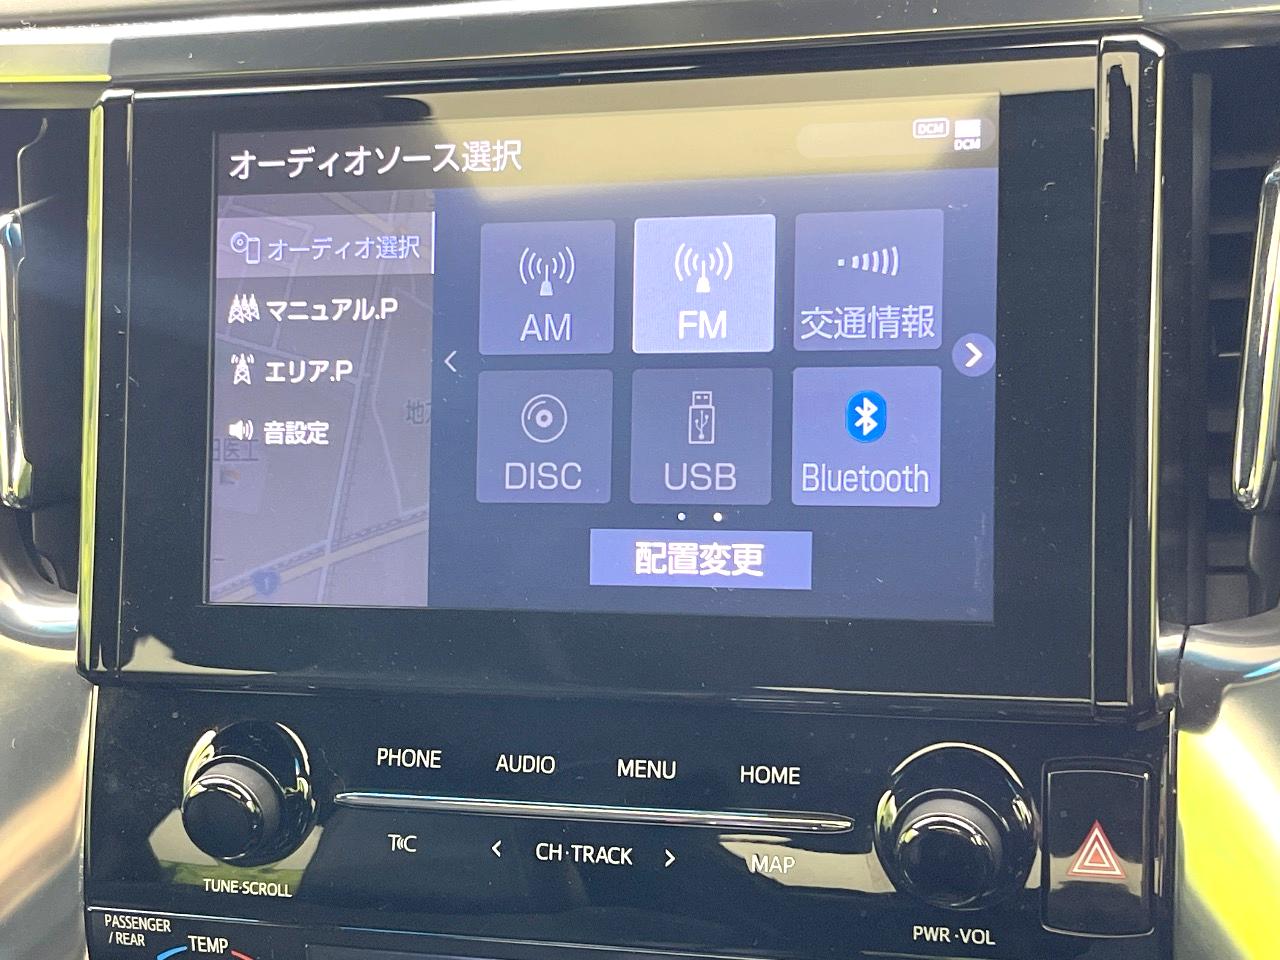 オーディオソース選択
DCM
DCM
オーディオ選択
マニュアル.P
エリア.P
音設定
AM
FM
交通情報
DISC
USB
Bluetooth
配置変更
PHONE
AUDIO
MENU
HOME
T C
< CH·TRACK >
MAP
TUNE·SCROLL
PWR·VOL
PASSENGER
/REAR
TEMP